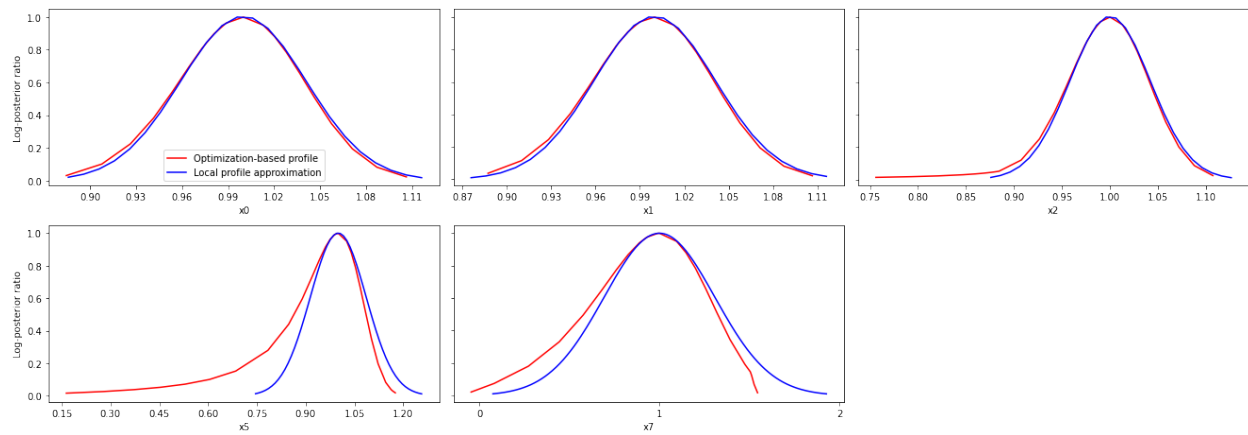 1.0
0.8
0.6
0.4
0.2
0.0
Log-posterior ratio
Optimization-based profile
Local profile approximation
0.90 0.93 0.96 0.99 1.02 1.05 1.08 1.11
x0
0.87 0.90 0.93 0.96 0.99 1.02 1.05 1.08 1.11
x1
0.75 0.80 0.85 0.90 0.95 1.00 1.05 1.10
x2
1.0
0.8
0.6
0.4
0.2
0.0
Log-posterior ratio
0.15 0.30 0.45 0.60 0.75 0.90 1.05 1.20
x5
0 1 2
x7